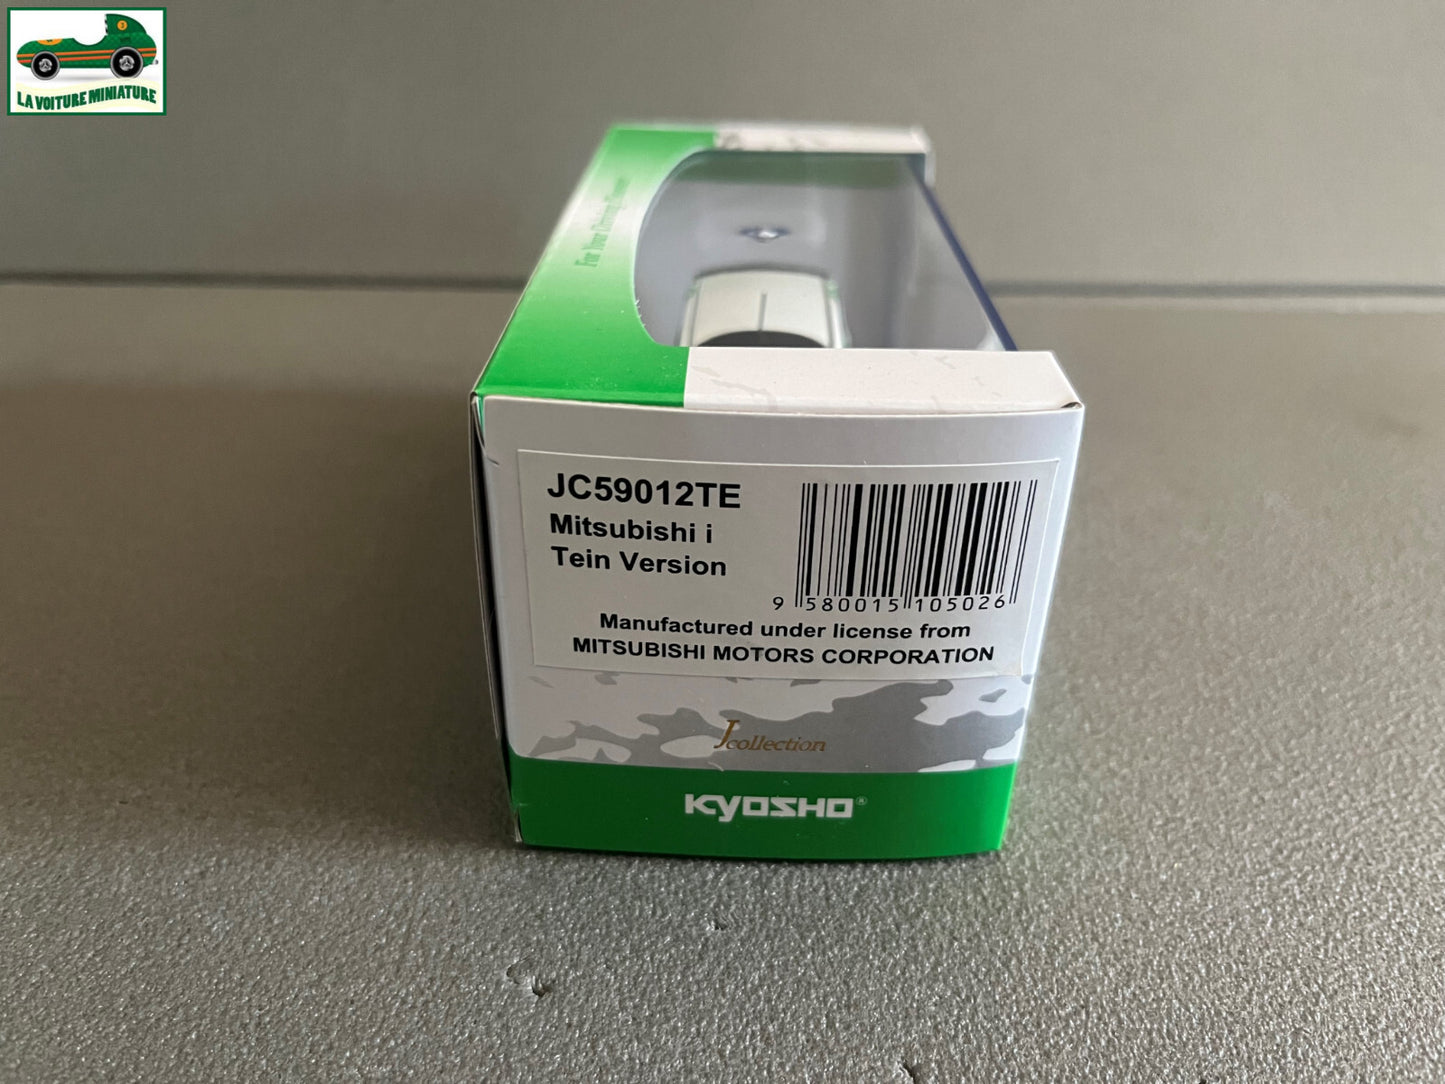 LA VOITURE MINIATURE
JC59012TE
Mitsubishi i
Tein Version
9 580015 105026
Manufactured under license from
MITSUBISHI MOTORS CORPORATION
Jcollection
KYOSHO®